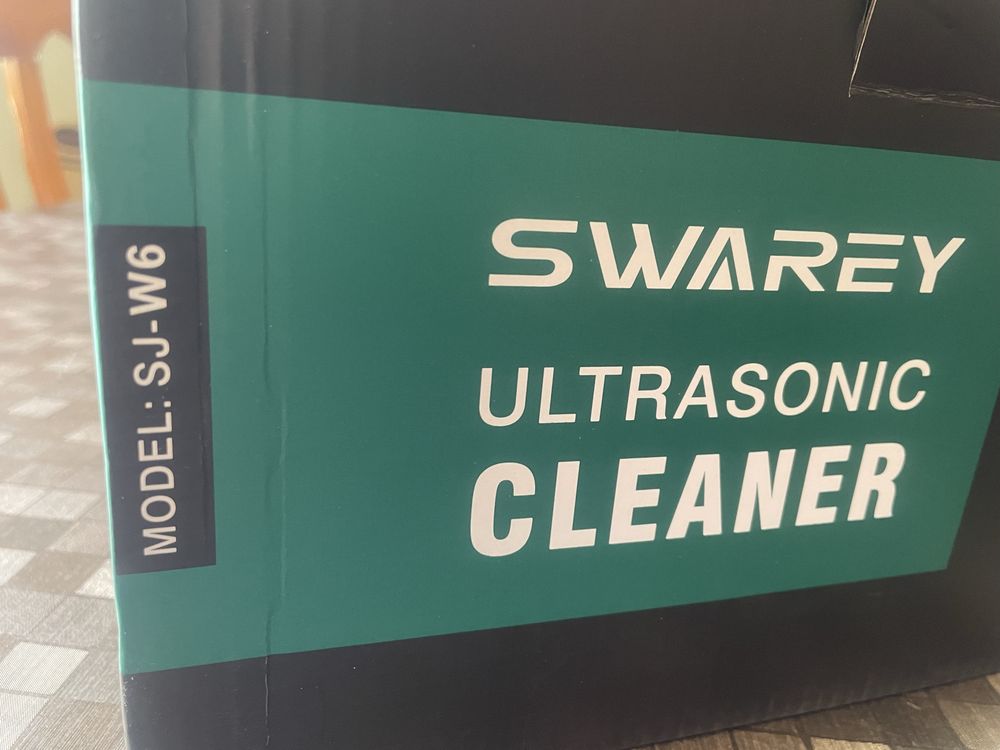 SWAREY
ULTRASONIC
CLEANER
MODEL: SJ-W6